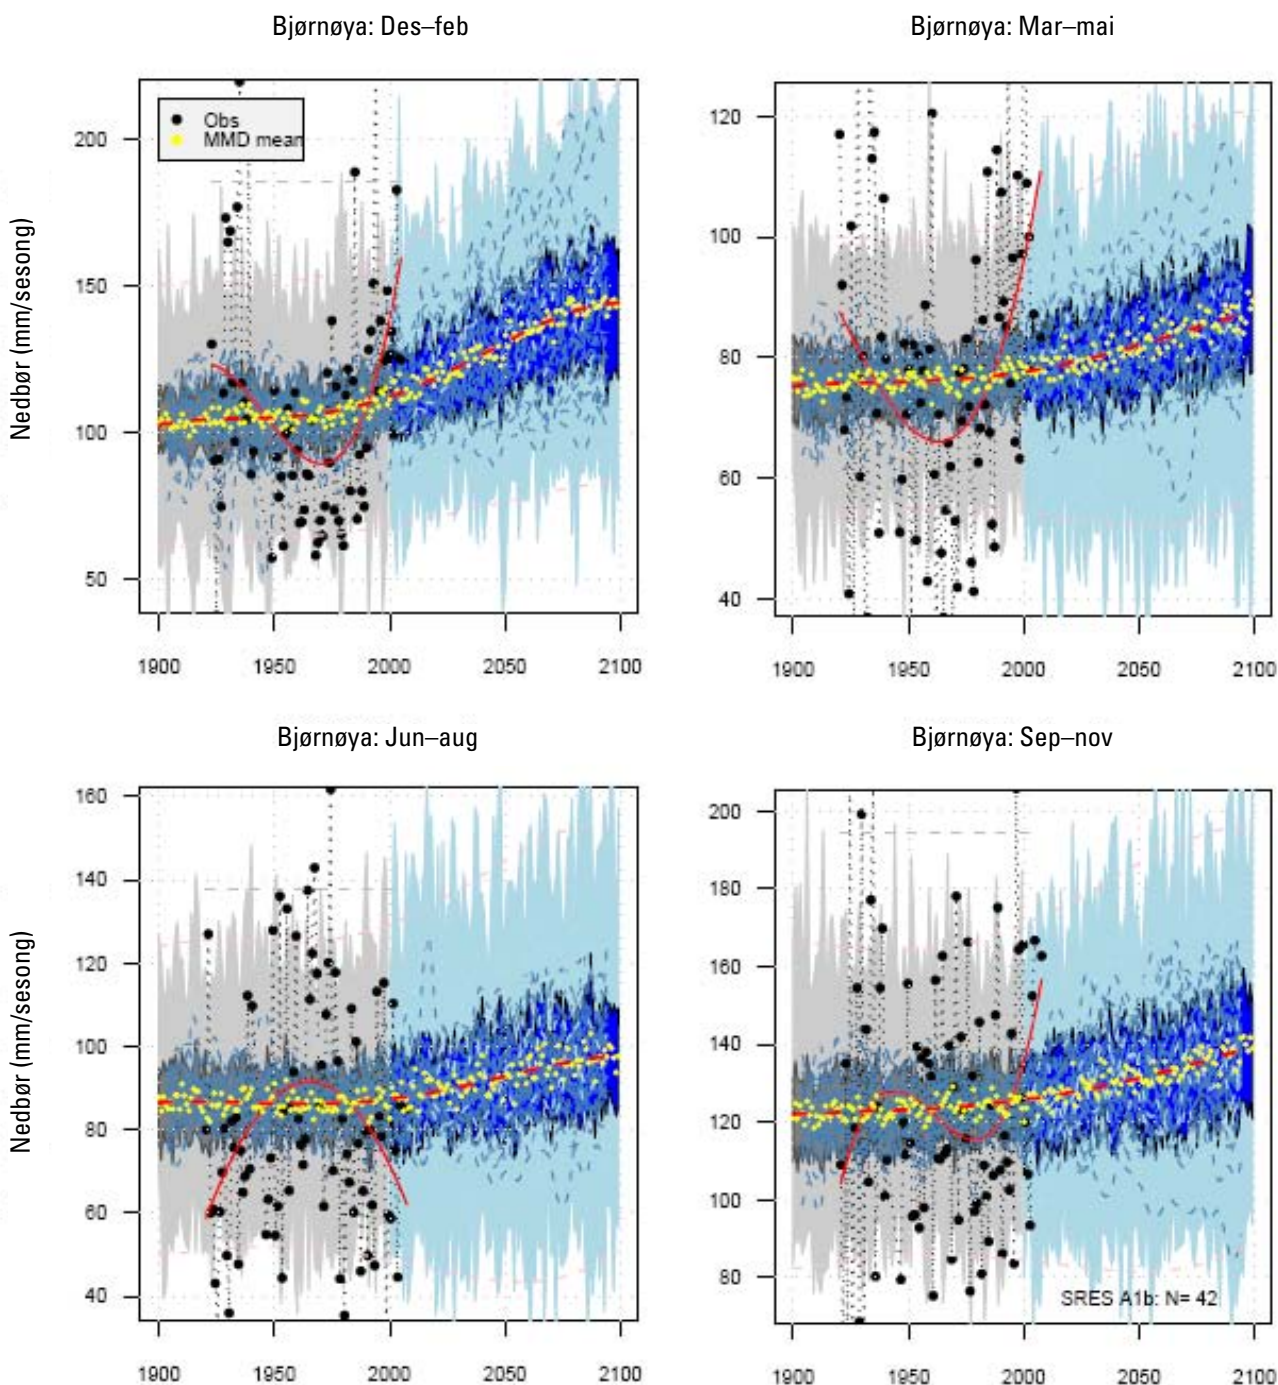 Bjørnøya: Des–feb
Bjørnøya: Mar–mai
Nedbør (mm/sesong)
200
150
100
50
Obs
MMD mean
120
100
80
60
40
1900 1950 2000 2050 2100
1900 1950 2000 2050 2100
Bjørnøya: Jun–aug
Bjørnøya: Sep–nov
Nedbør (mm/sesong)
160
140
120
100
80
60
40
200
180
160
140
120
100
80
SRES A1b: N= 42
1900 1950 2000 2050 2100
1900 1950 2000 2050 2100